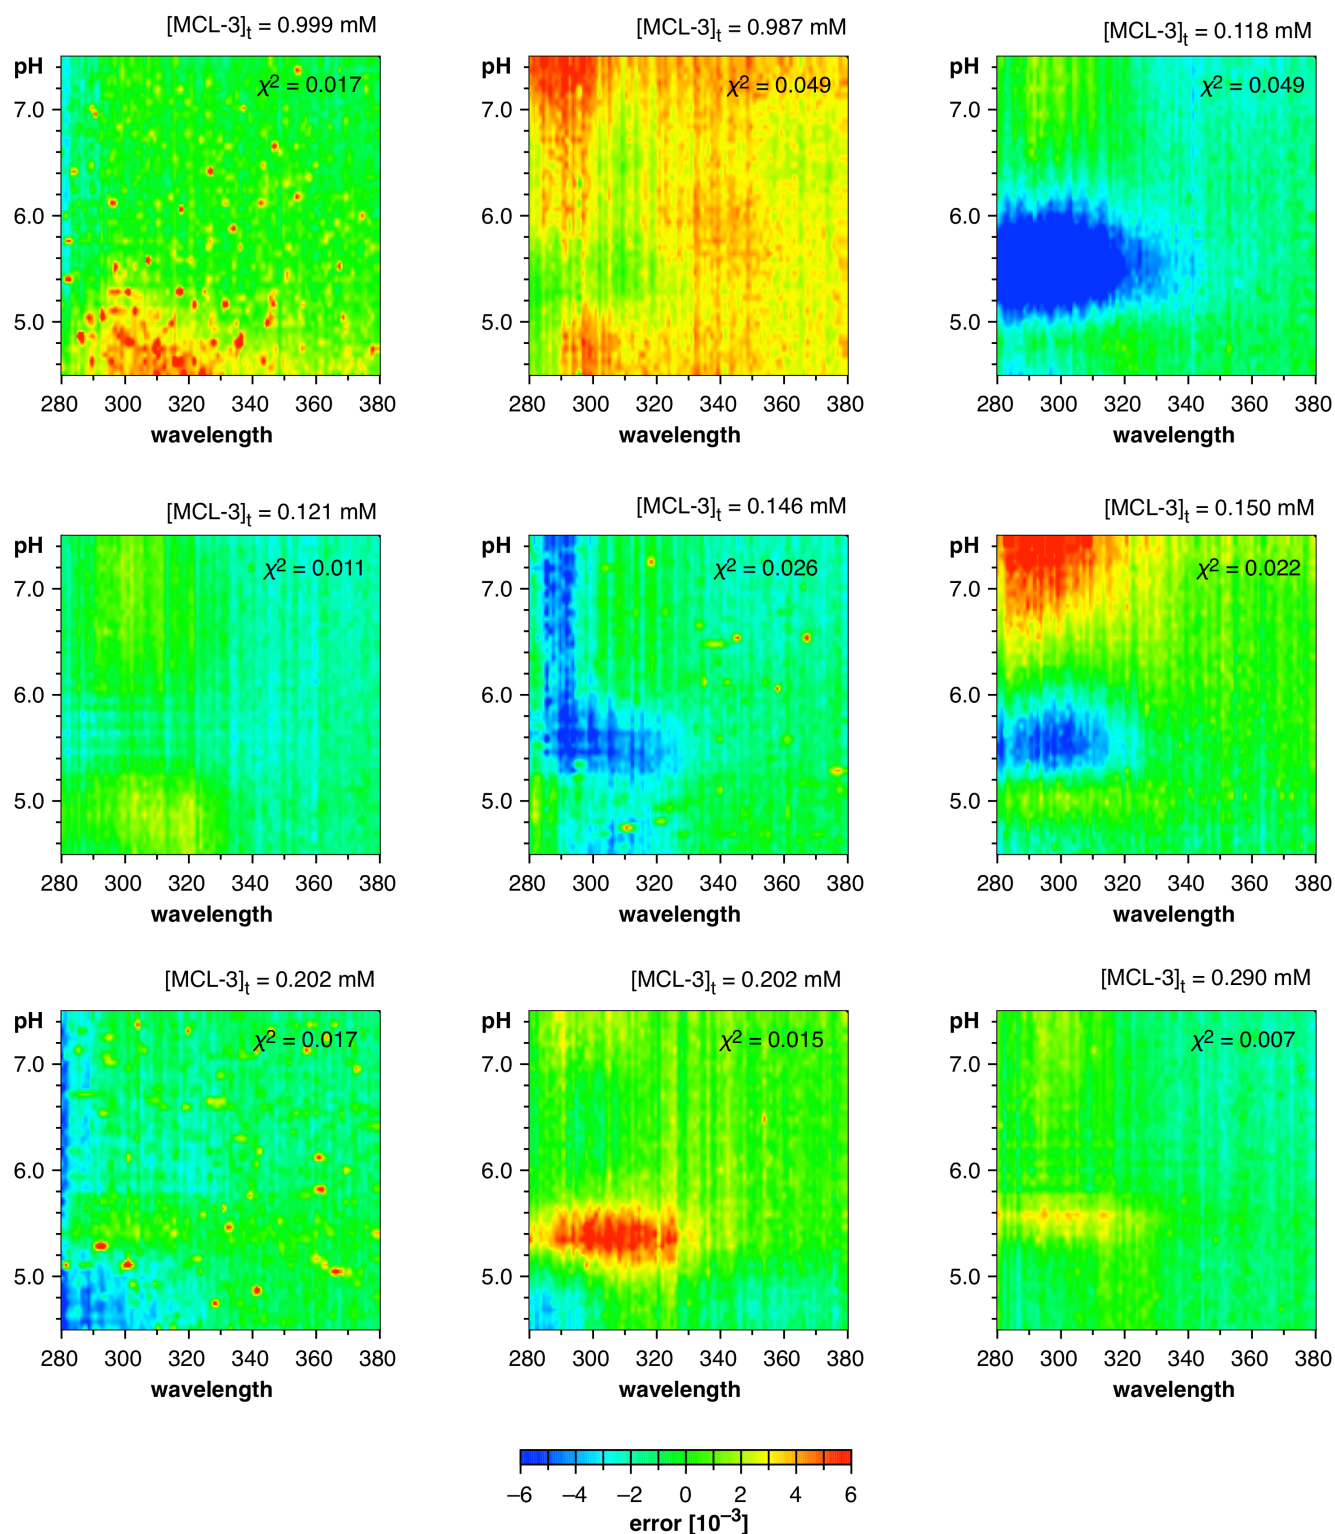 [MCL-3]t = 0.999 mM
[MCL-3]t = 0.987 mM
[MCL-3]t = 0.118 mM
pH
χ2 = 0.017
pH
χ2 = 0.049
pH
χ2 = 0.049
7.0
7.0
7.0
6.0
6.0
6.0
5.0
5.0
5.0
280 300 320 340 360 380
280 300 320 340 360 380
280 300 320 340 360 380
wavelength
wavelength
wavelength
[MCL-3]t = 0.121 mM
[MCL-3]t = 0.146 mM
[MCL-3]t = 0.150 mM
pH
χ2 = 0.011
pH
χ2 = 0.026
pH
χ2 = 0.022
7.0
7.0
7.0
6.0
6.0
6.0
5.0
5.0
5.0
280 300 320 340 360 380
280 300 320 340 360 380
280 300 320 340 360 380
wavelength
wavelength
wavelength
[MCL-3]t = 0.202 mM
[MCL-3]t = 0.202 mM
[MCL-3]t = 0.290 mM
pH
χ2 = 0.017
pH
χ2 = 0.015
pH
χ2 = 0.007
7.0
7.0
7.0
6.0
6.0
6.0
5.0
5.0
5.0
280 300 320 340 360 380
280 300 320 340 360 380
280 300 320 340 360 380
wavelength
wavelength
wavelength
−6 −4 −2 0 2 4 6
error [10−3]